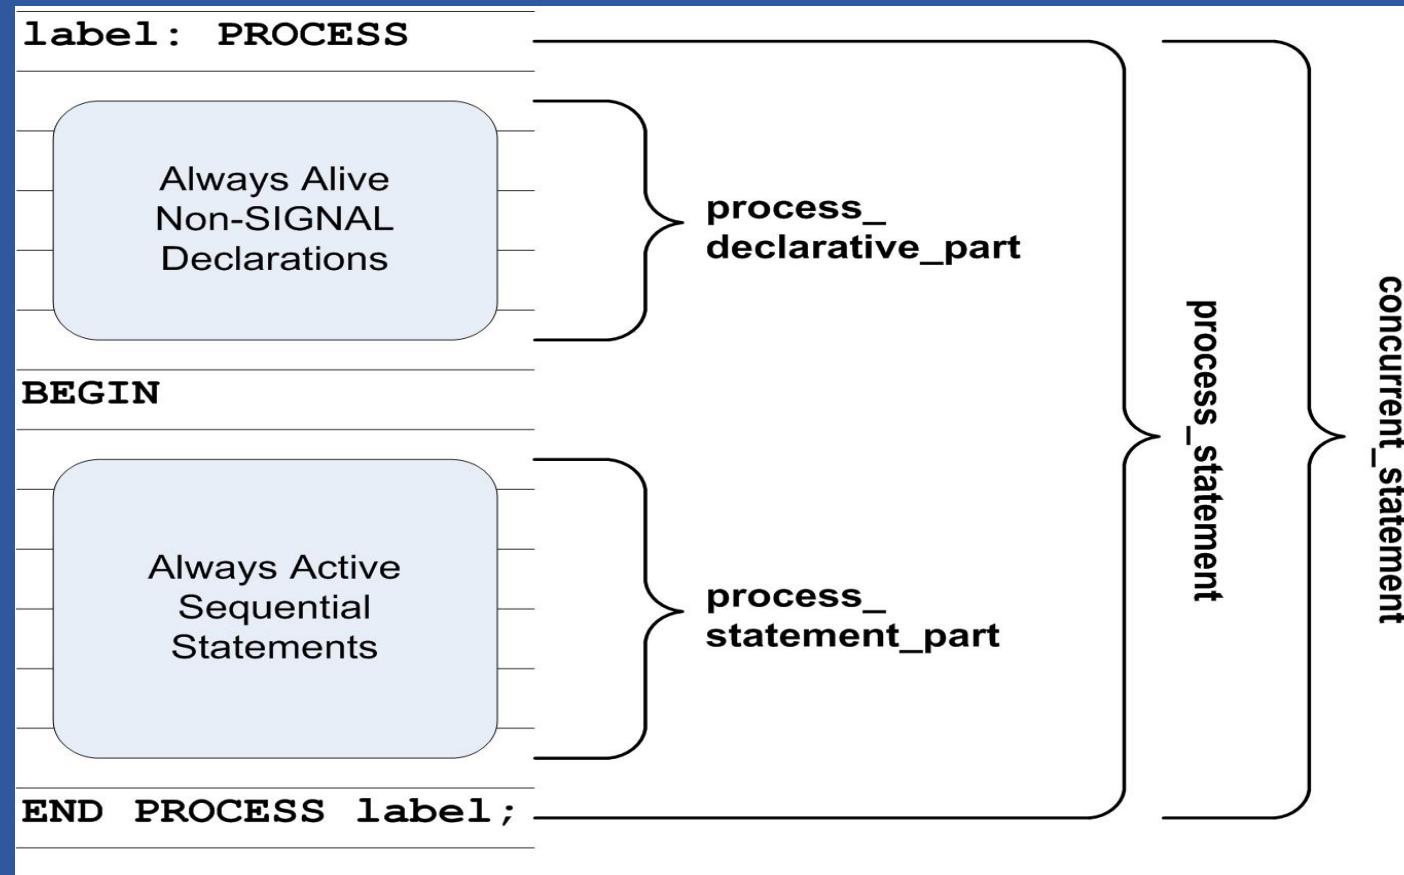 label: PROCESS
Always Alive
Non-SIGNAL
Declarations
process_
declarative_part
BEGIN
Always Active
Sequential
Statements
process_
statement_part
END PROCESS label;
process_statement
concurrent_statement